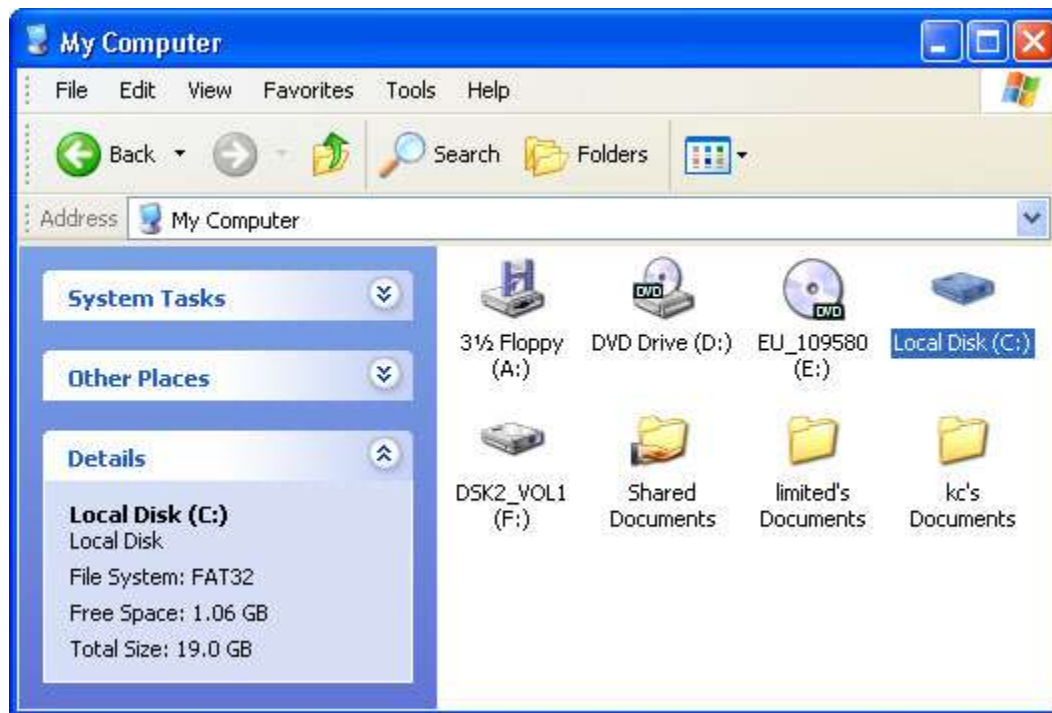 My Computer
File Edit View Favorites Tools Help
Back Search Folders
Address My Computer
System Tasks
Other Places
Details
Local Disk (C:)
Local Disk
File System: FAT32
Free Space: 1.06 GB
Total Size: 19.0 GB
3½ Floppy
(A:)
DVD
DVD Drive (D:)
DVD
EU_109580
(E:)
Local Disk (C:)
DSK2_VOL1
(F:)
Shared
Documents
limited's
Documents
kc's
Documents